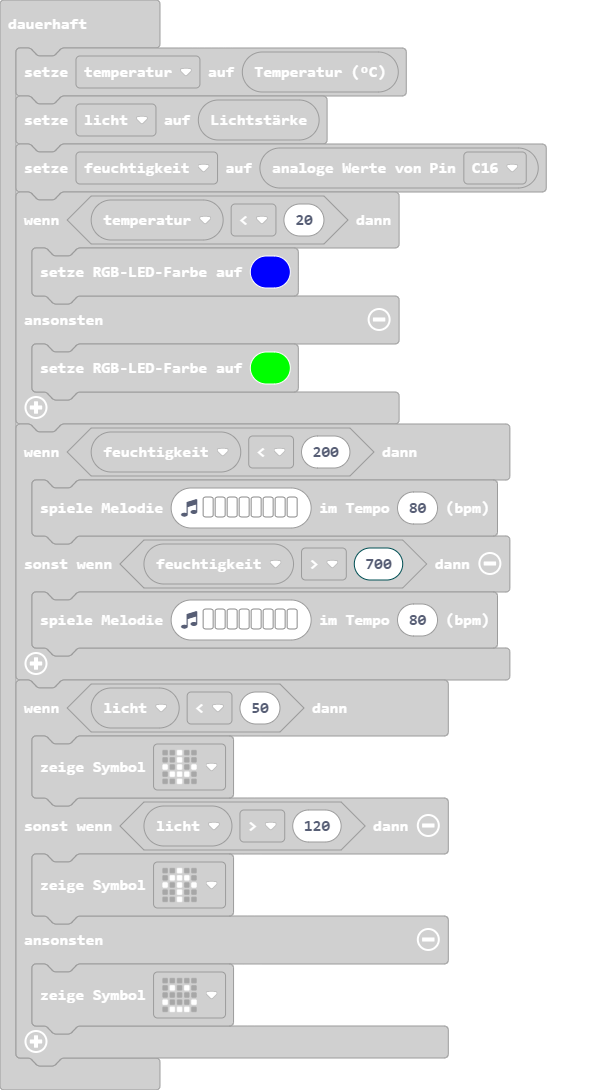 dauerhaft
setze temperatur auf Temperatur (°C)
setze licht auf Lichtstärke
setze feuchtigkeit auf analoge Werte von Pin C16
wenn temperatur < 20 dann
setze RGB-LED-Farbe auf
ansonsten
setze RGB-LED-Farbe auf
wenn feuchtigkeit < 200 dann
spiele Melodie im Tempo 80 (bpm)
sonst wenn feuchtigkeit > 700 dann
spiele Melodie im Tempo 80 (bpm)
wenn licht < 50 dann
zeige Symbol
sonst wenn licht > 120 dann
zeige Symbol
ansonsten
zeige Symbol